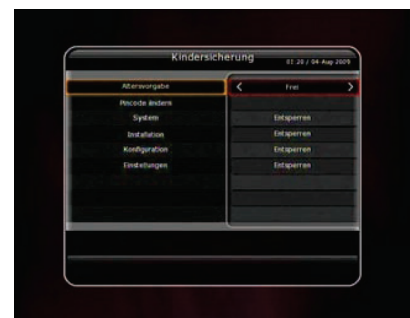 Kindersicherung 01:20 / 04-Aug 2009
Altersvorgabe < Frei >
Pincode ändern
System Entsperren
Installation Entsperren
Konfiguration Entsperren
Einstellungen Entsperren